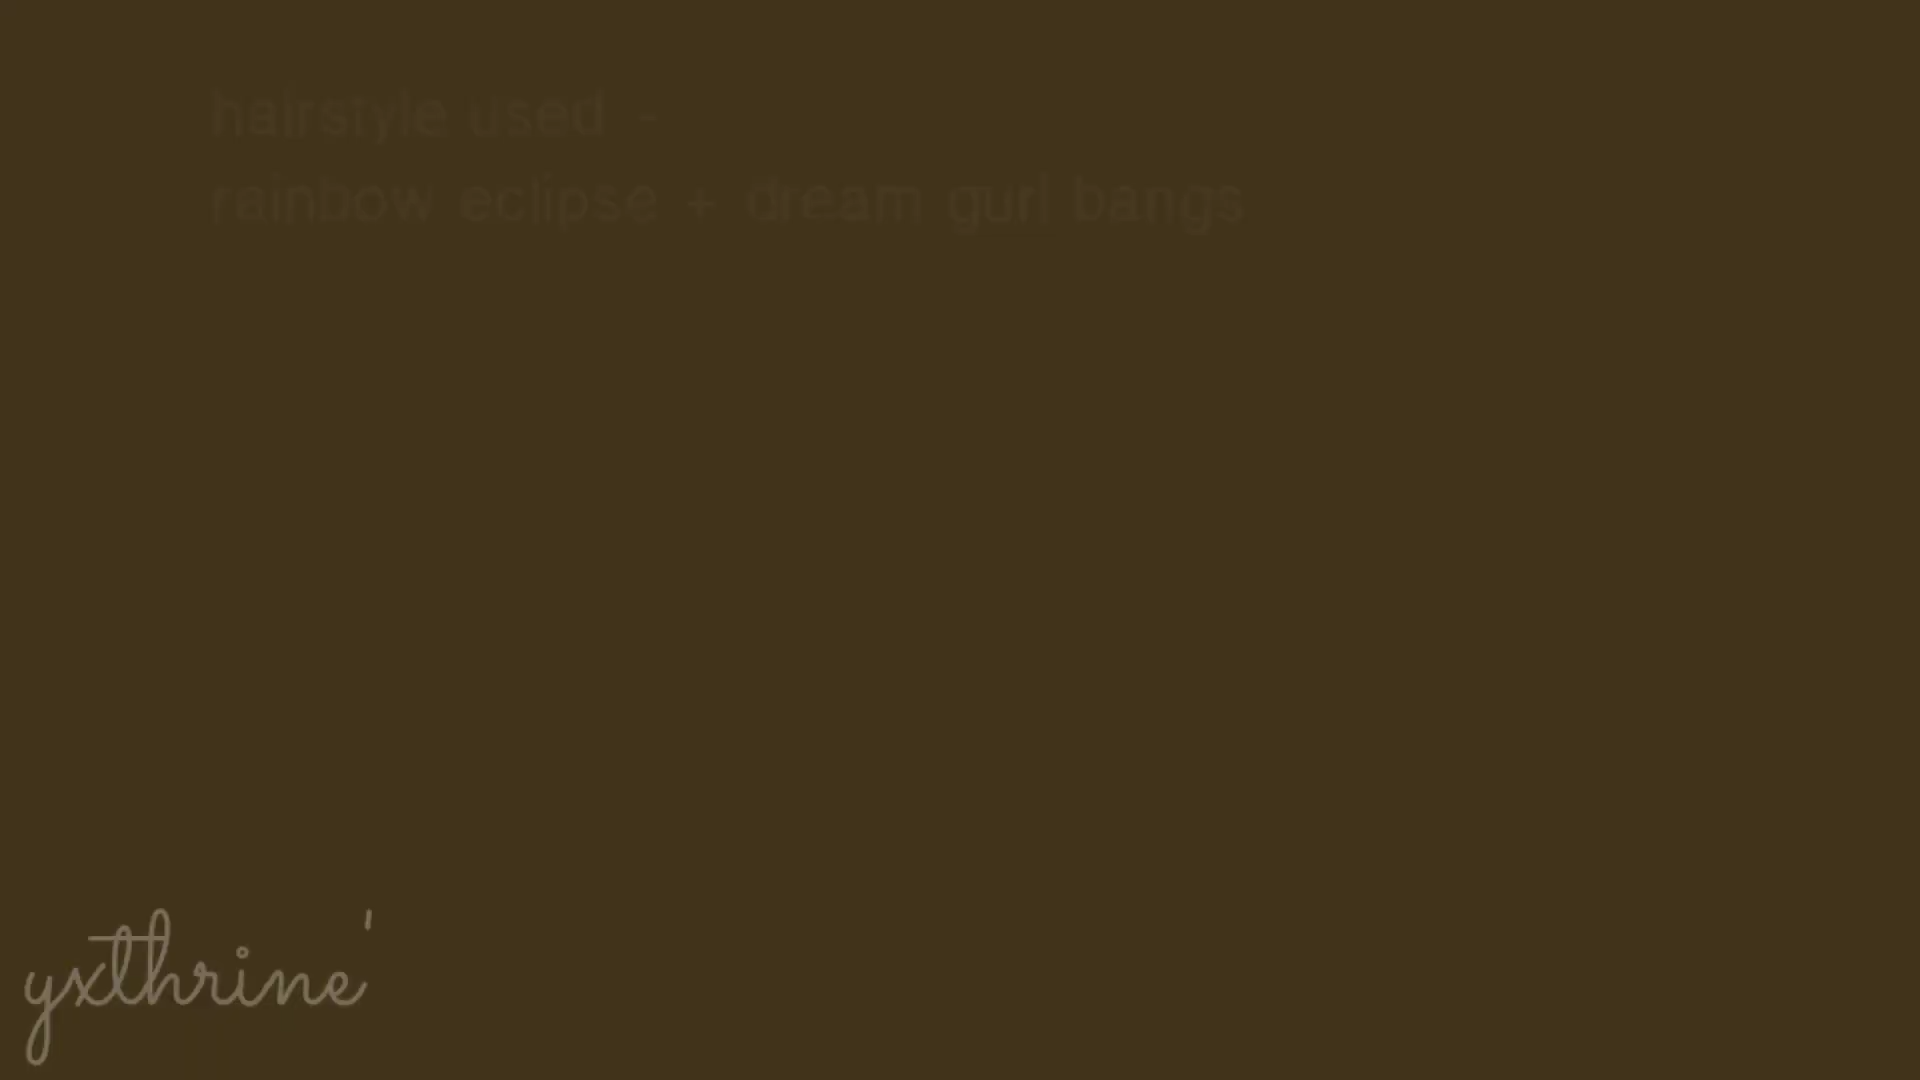 hairstyle used -
rainbow eclipse + dream gurl bangs
yxthrine'